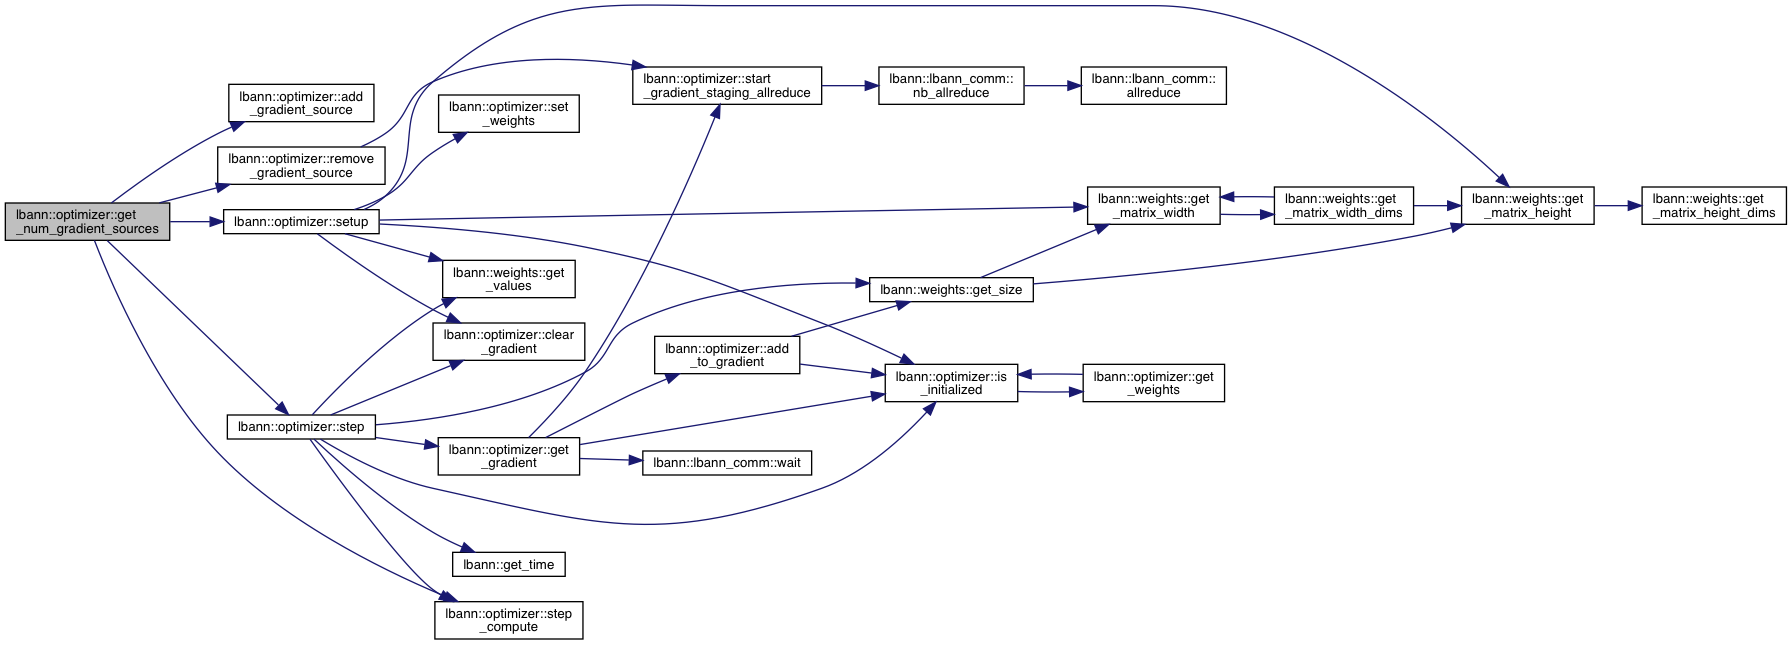 lbann::optimizer::get
_num_gradient_sources
lbann::optimizer::add
_gradient_source
lbann::optimizer::remove
_gradient_source
lbann::optimizer::setup
lbann::optimizer::step
lbann::optimizer::set
_weights
lbann::weights::get
_values
lbann::optimizer::clear
_gradient
lbann::optimizer::get
_gradient
lbann::get_time
lbann::optimizer::step
_compute
lbann::optimizer::start
_gradient_staging_allreduce
lbann::optimizer::add
_to_gradient
lbann::lbann_comm::wait
lbann::lbann_comm::
nb_allreduce
lbann::weights::get_size
lbann::optimizer::is
_initialized
lbann::lbann_comm::
allreduce
lbann::weights::get
_matrix_width
lbann::optimizer::get
_weights
lbann::weights::get
_matrix_width_dims
lbann::weights::get
_matrix_height
lbann::weights::get
_matrix_height_dims